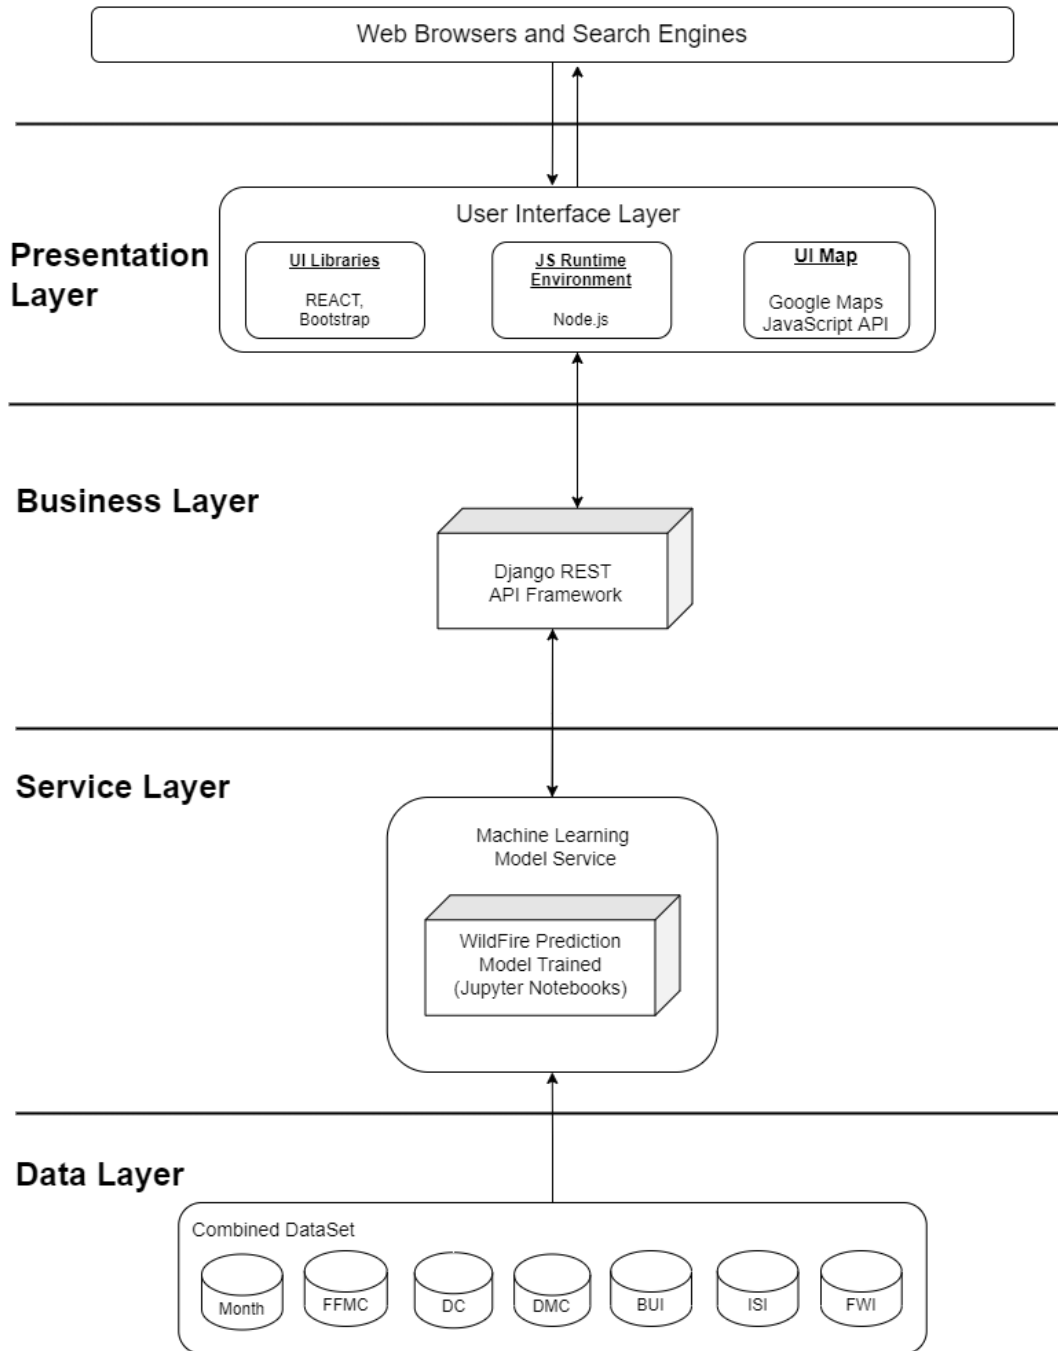 Web Browsers and Search Engines
Presentation
Layer
User Interface Layer
UI Libraries
REACT,
Bootstrap
JS Runtime
Environment
Node.js
UI Map
Google Maps
JavaScript API
Business Layer
Django REST
API Framework
Service Layer
Machine Learning
Model Service
WildFire Prediction
Model Trained
(Jupyter Notebooks)
Data Layer
Combined DataSet
Month
FFMC
DC
DMC
BUI
ISI
FWI